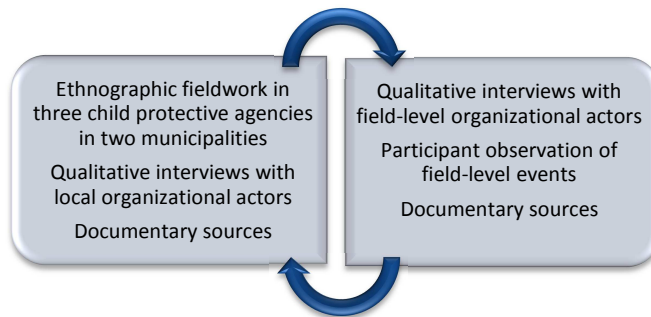 Ethnographic fieldwork in
three child protective agencies
in two municipalities
Qualitative interviews with
local organizational actors
Documentary sources
Qualitative interviews with
field-level organizational actors
Participant observation of
field-level events
Documentary sources